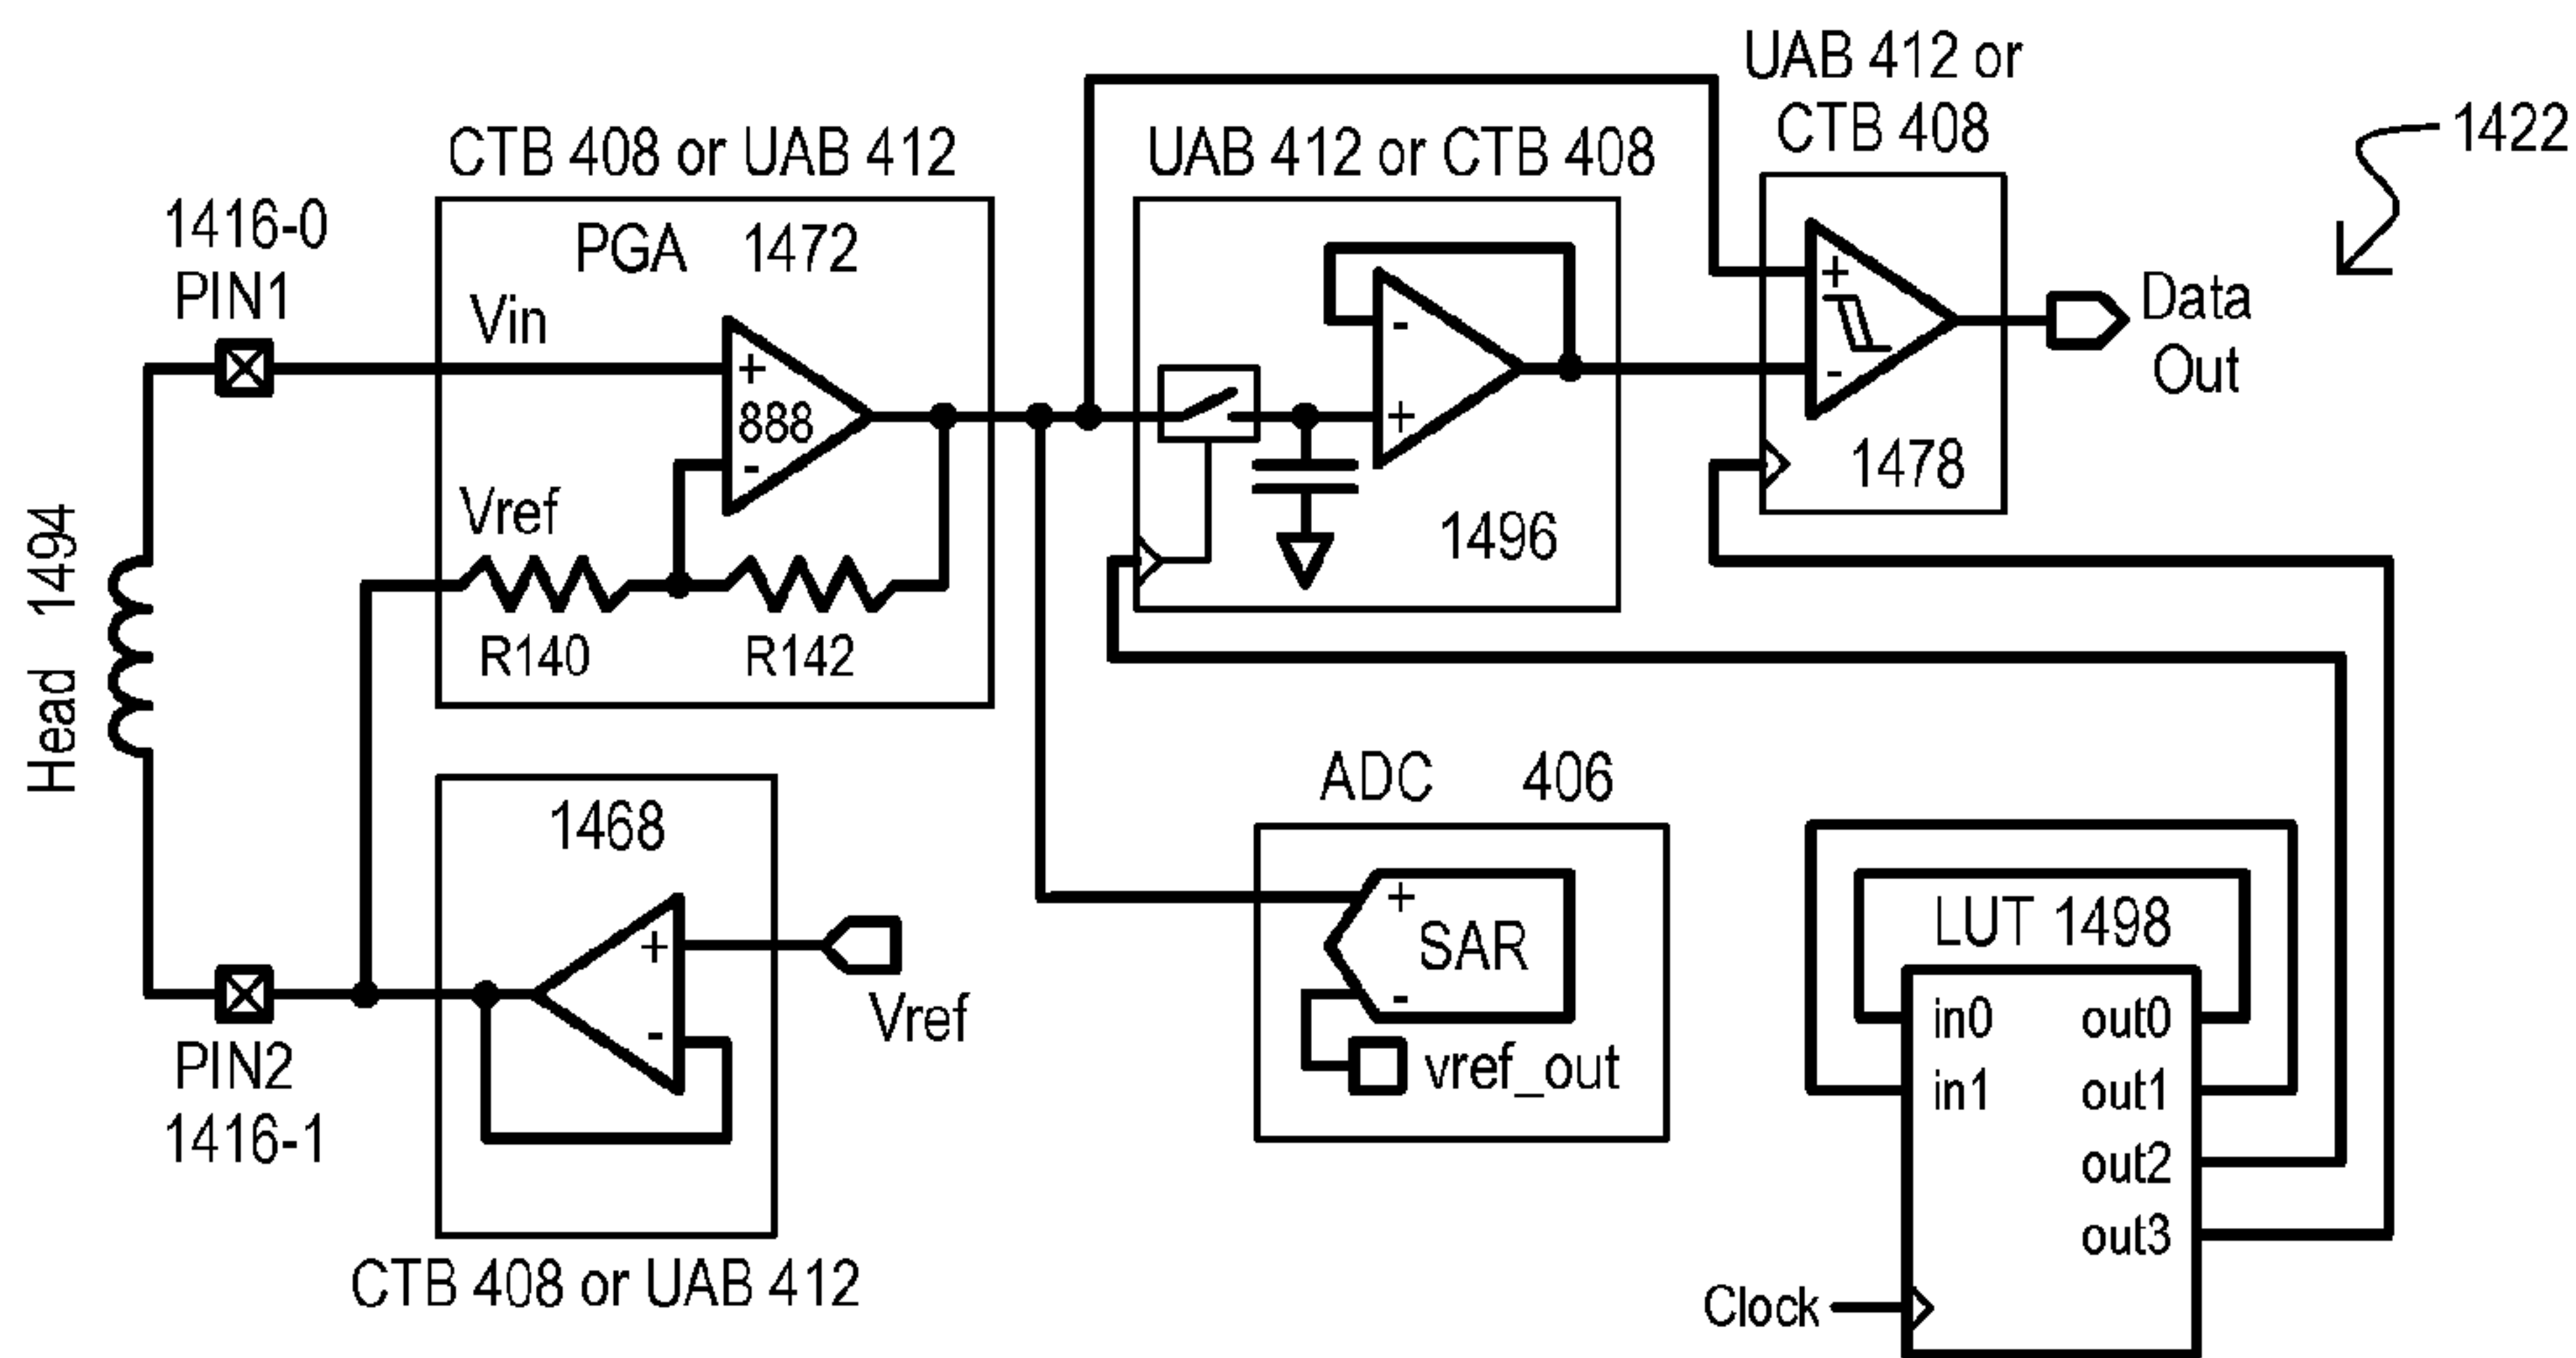 UAB 412 or
CTB 408
1422
CTB 408 or UAB 412
UAB 412 or CTB 408
1416-0
PIN1
PGA 1472
Vin
+
888
-
Vref
R140
R142
-
+
1496
+
-
1478
Data
Out
Head 1494
1468
+
-
Vref
PIN2
1416-1
CTB 408 or UAB 412
ADC 406
+
SAR
-
vref_out
LUT 1498
in0 out0
in1 out1
out2
out3
Clock